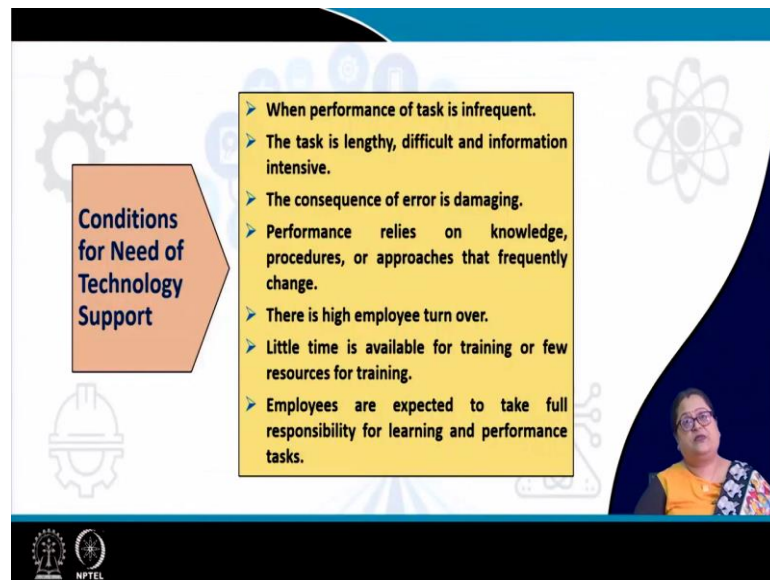 Conditions
for Need of
Technology
Support
When performance of task is infrequent.
The task is lengthy, difficult and information
intensive.
The consequence of error is damaging.
Performance relies on knowledge,
procedures, or approaches that frequently
change.
There is high employee turn over.
Little time is available for training or few
resources for training.
Employees are expected to take full
responsibility for learning and performance
tasks.
NPTEL